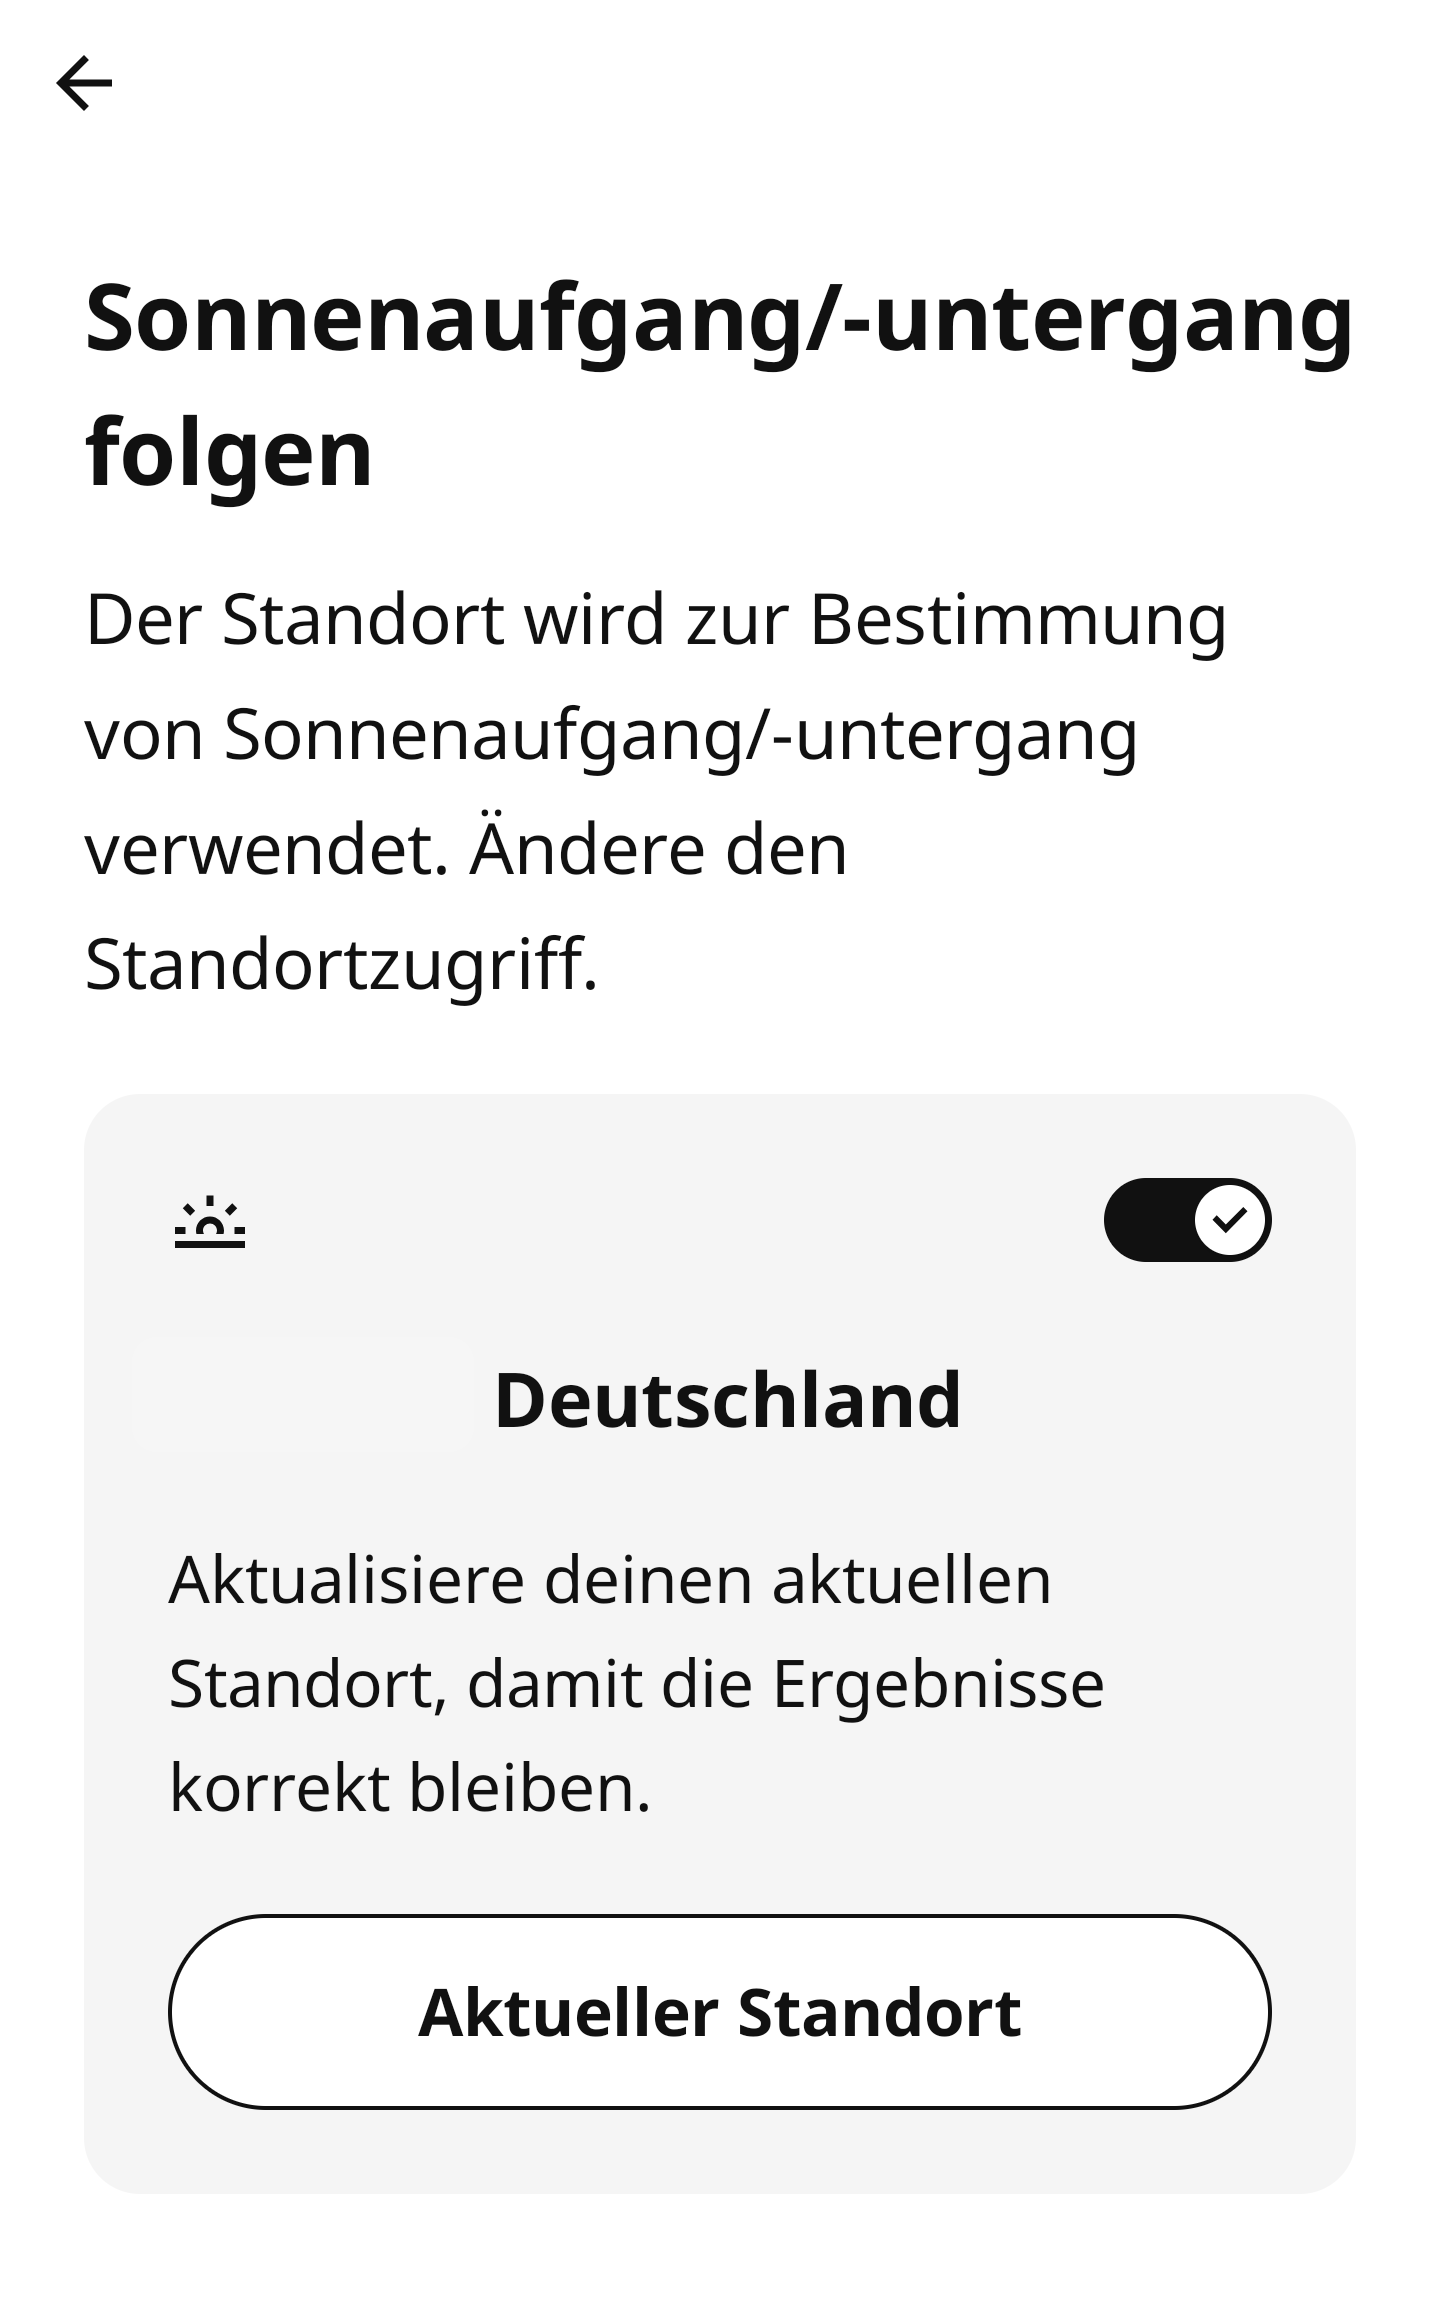 Sonnenaufgang/-untergang
folgen
Der Standort wird zur Bestimmung
von Sonnenaufgang/-untergang
verwendet. Ändere den
Standortzugriff.
Deutschland
Aktualisiere deinen aktuellen
Standort, damit die Ergebnisse
korrekt bleiben.
Aktueller Standort